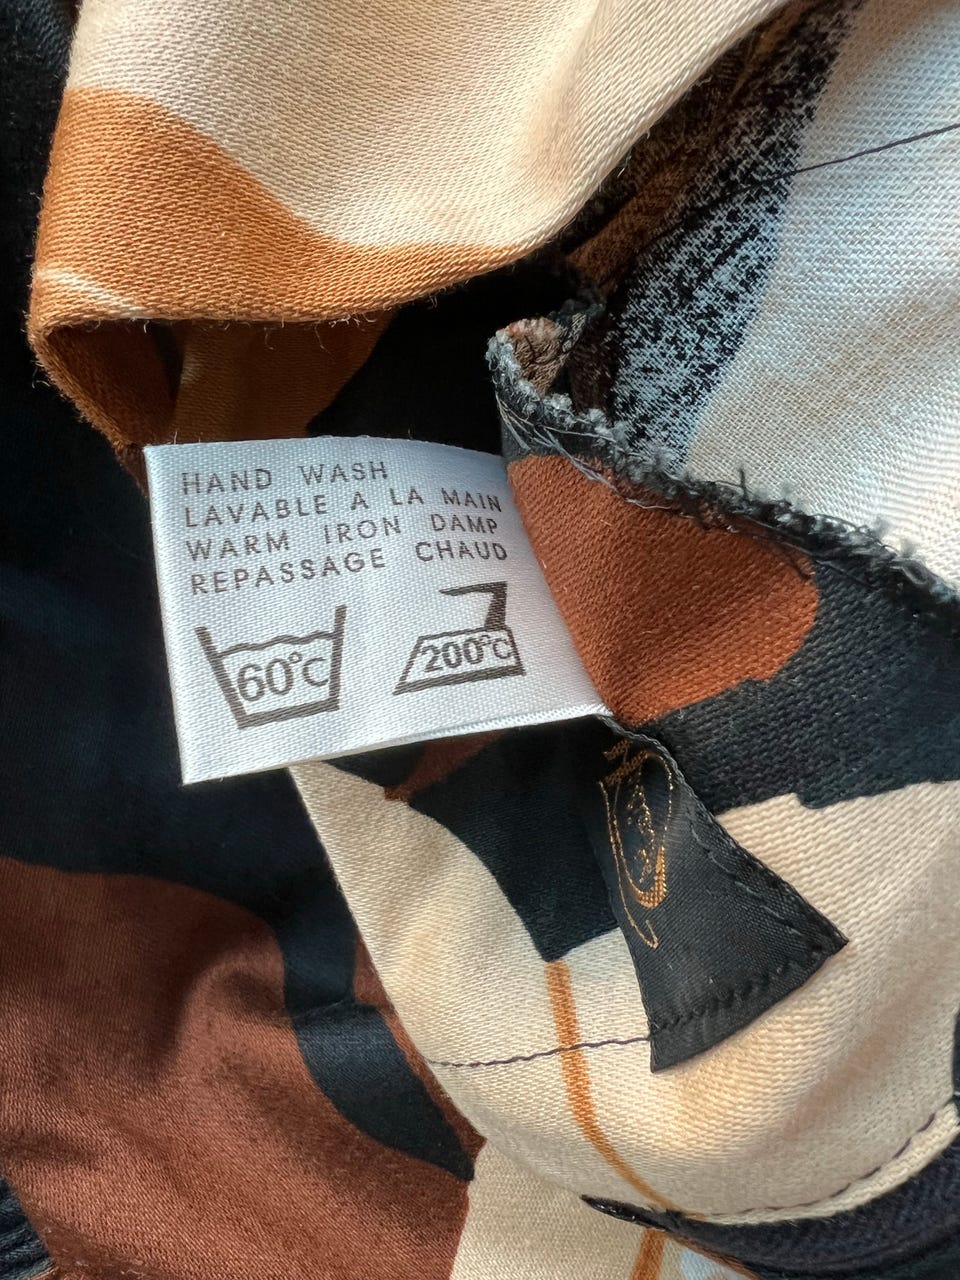 HAND WASH
LAVABLE A LA MAIN
WARM IRON DAMP
REPASSAGE CHAUD
60°C
200°C